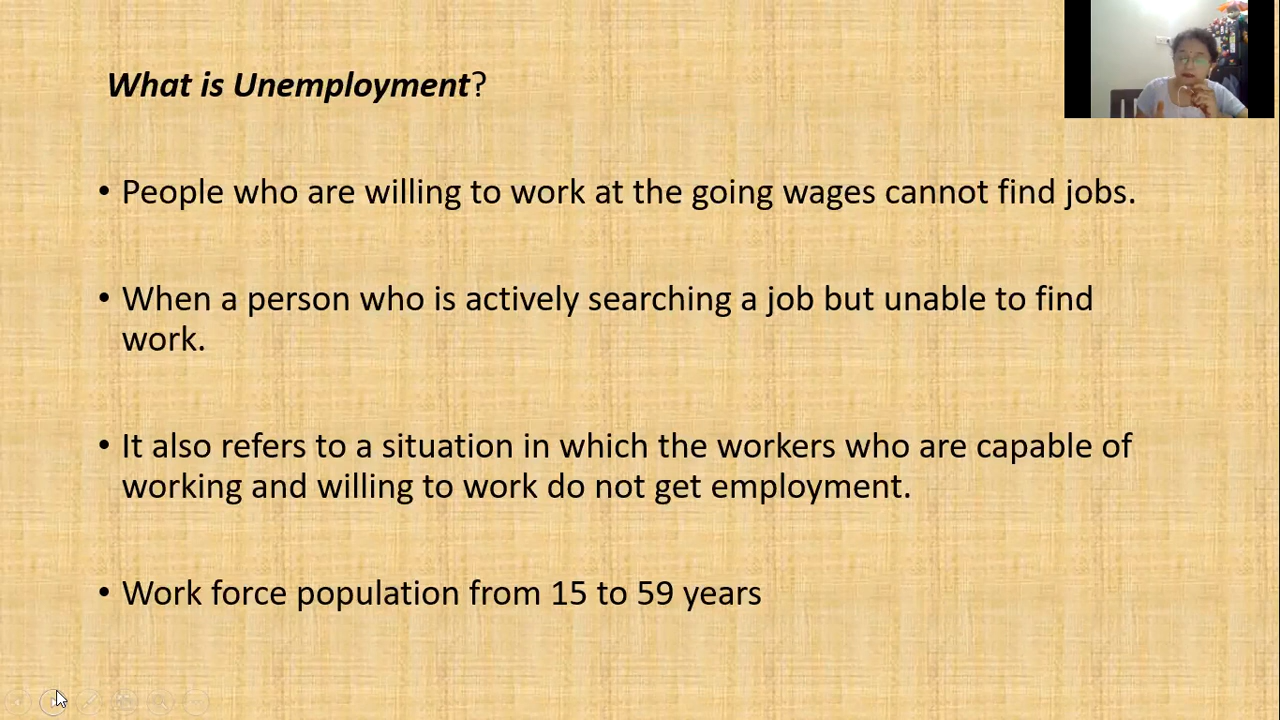 What is Unemployment?
• People who are willing to work at the going wages cannot find jobs.
• When a person who is actively searching a job but unable to find
work.
• It also refers to a situation in which the workers who are capable of
working and willing to work do not get employment.
• Work force population from 15 to 59 years